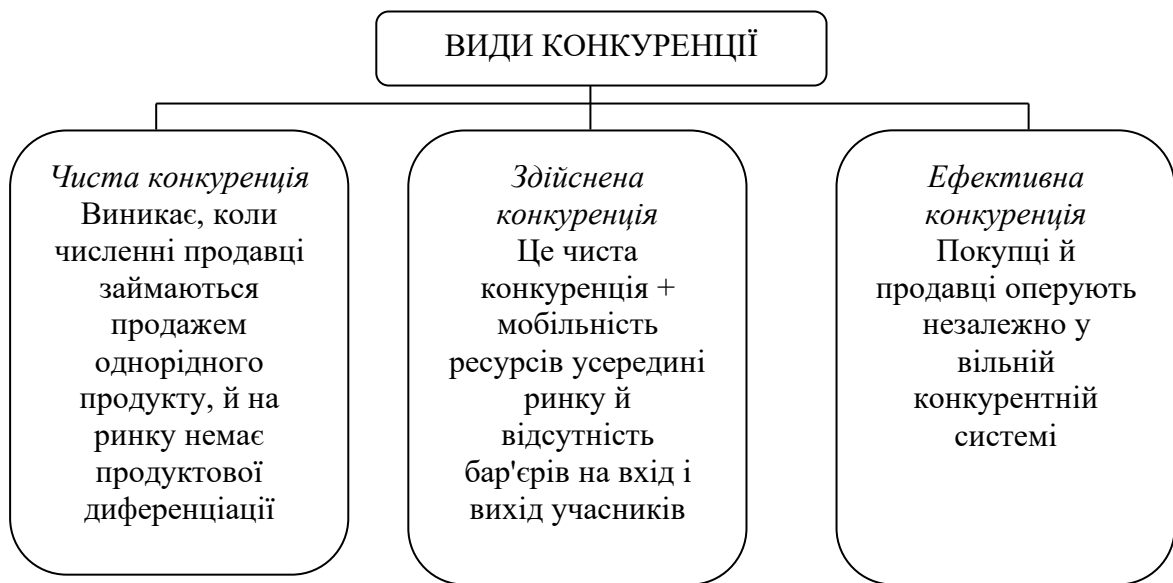 ВИДИ КОНКУРЕНЦІЇ
Чиста конкуренція
Виникає, коли
численні продавці
займаються
продажем
однорідного
продукту, й на
ринку немає
продуктової
диференціації
Здійснена
конкуренція
Це чиста
конкуренція +
мобільність
ресурсів усередині
ринку й
відсутність
бар'єрів на вхід і
вихід учасників
Ефективна
конкуренція
Покупці й
продавці оперують
незалежно у
вільній
конкурентній
системі